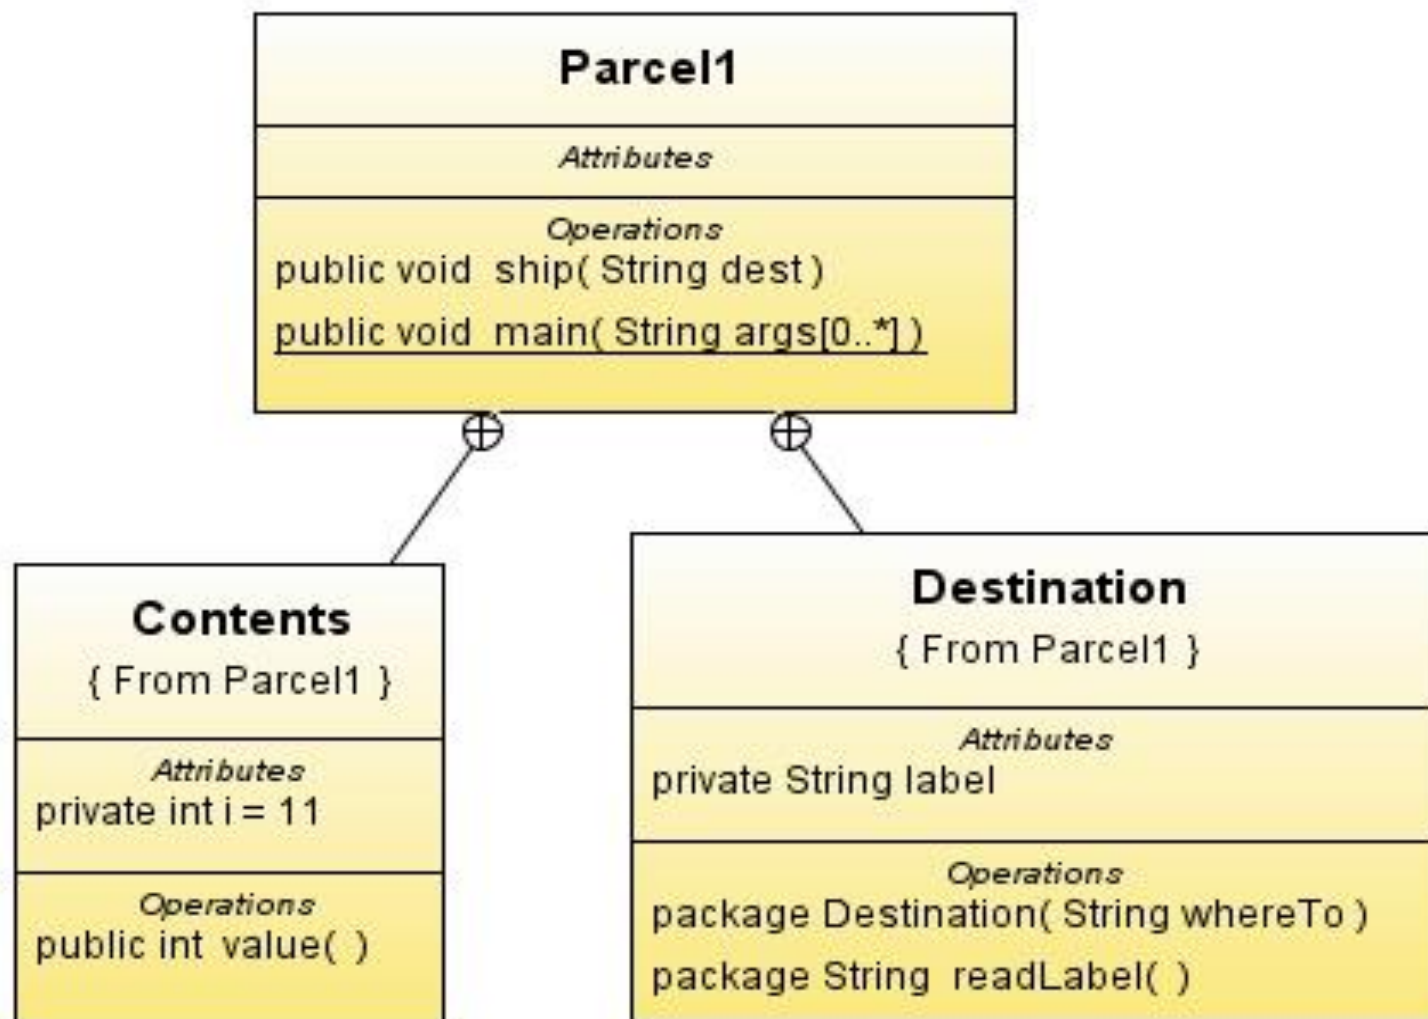 Parcel1
Attributes
Operations
public void ship( String dest )
public void main( String args[0..*] )
Contents
{ From Parcel1 }
Attributes
private int i = 11
Operations
public int value( )
Destination
{ From Parcel1 }
Attributes
private String label
Operations
package Destination( String whereTo )
package String readLabel( )